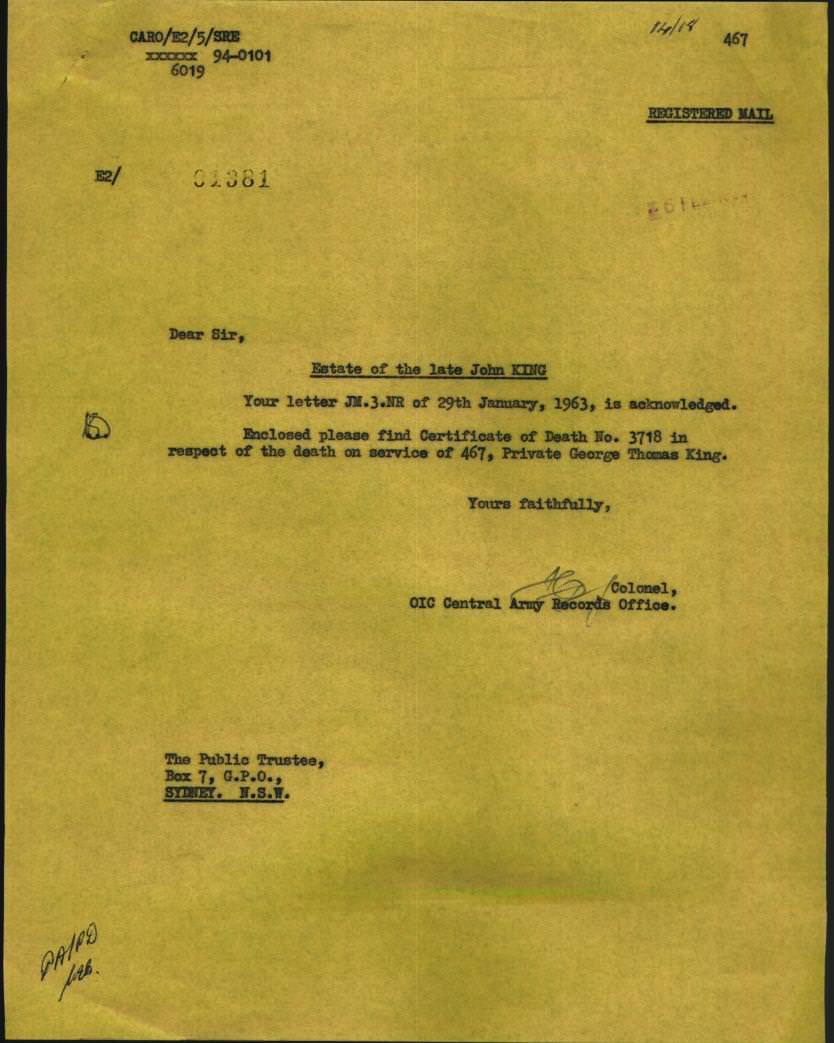 CARO/E2/5/SRE
xxxxxx 94-0101
6019
467
REGISTERED MAIL
E2/ 01381
Dear Sir,
Estate of the late John KING
Your letter JM.3.NR of 29th January, 1963, is acknowledged.
Enclosed please find Certificate of Death No. 3718 in
respect of the death on service of 467, Private George Thomas King.
Yours faithfully,
Colonel,
OIC Central Army Records Office.
The Public Trustee,
Box 7, G.P.O.,
SYDNEY. N.S.W.